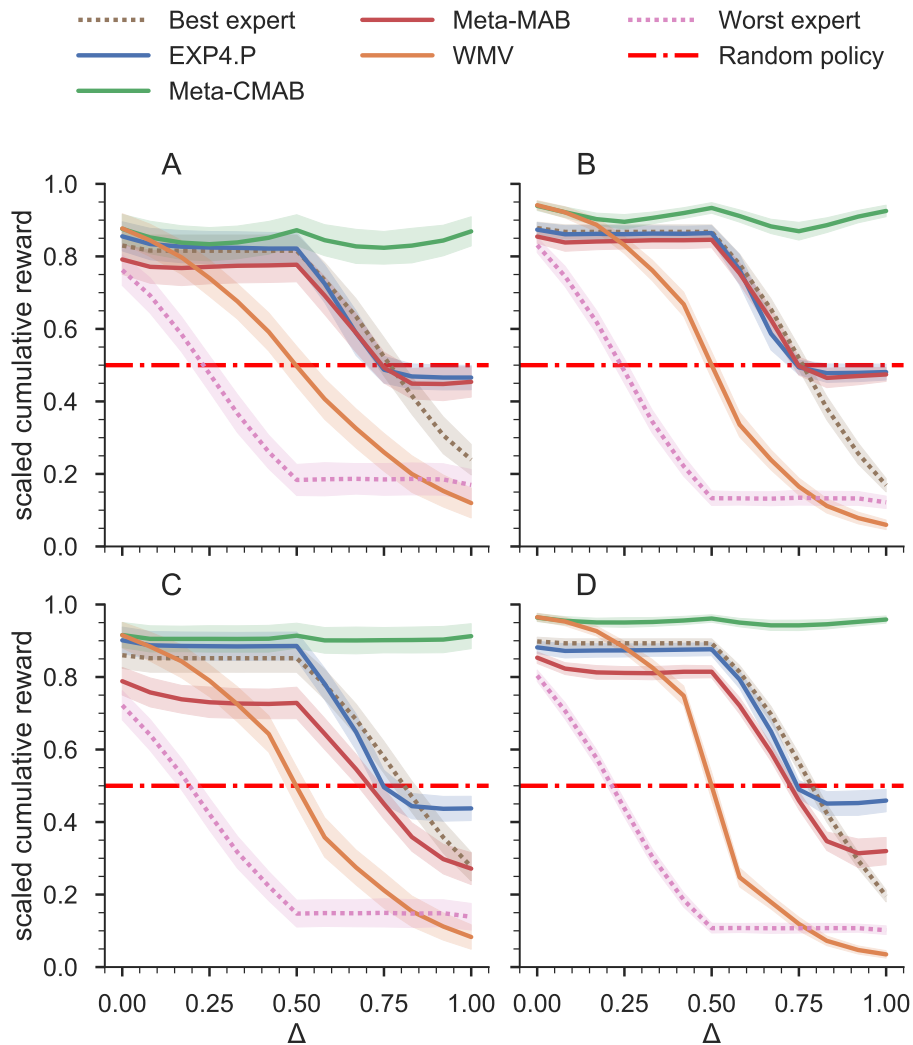 Best expert Meta-MAB Worst expert
EXP4.P WMV Random policy
Meta-CMAB
A B
1.0
0.8
0.6
0.4
0.2
0.0
scaled cumulative reward
C D
1.0
0.8
0.6
0.4
0.2
0.0
scaled cumulative reward
0.00 0.25 0.50 0.75 1.00 0.00 0.25 0.50 0.75 1.00
Δ Δ